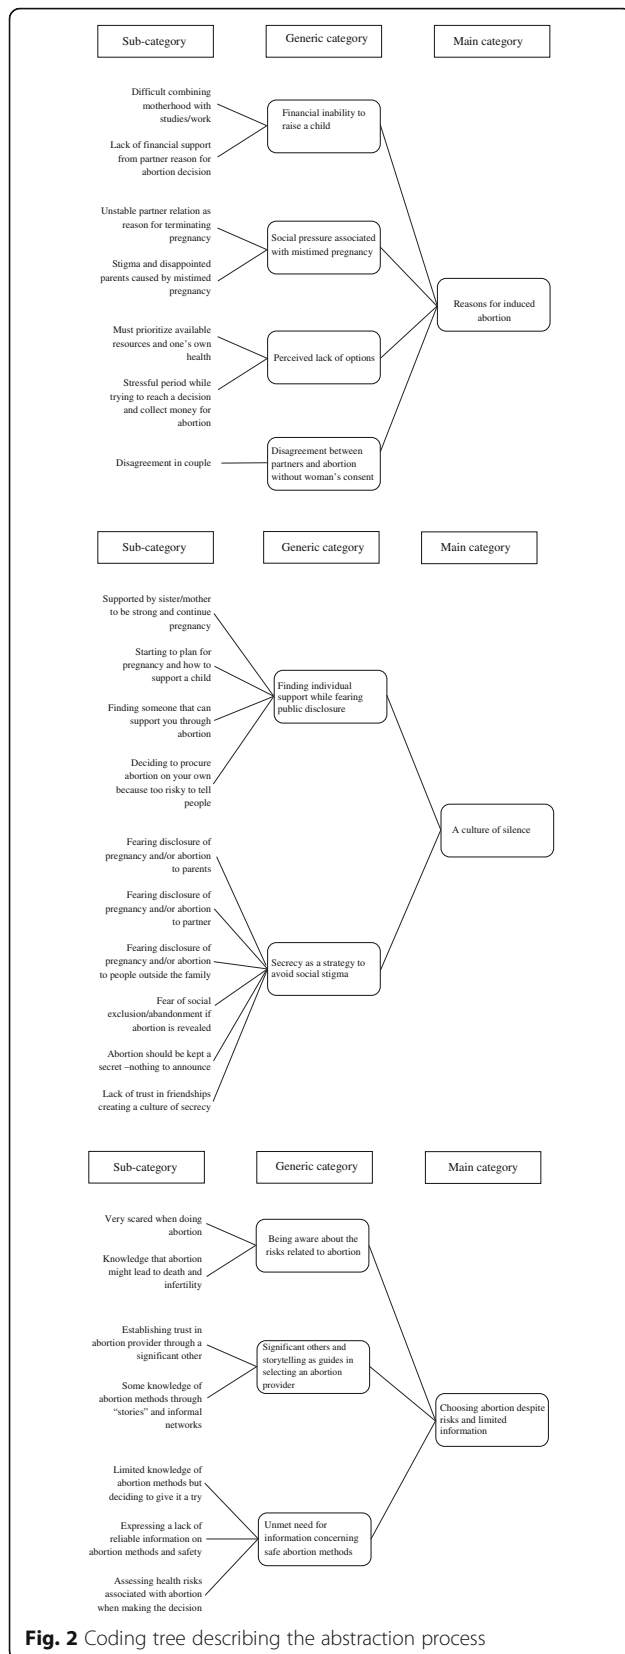 Sub-category
Generic category
Main category
Difficult combining
motherhood with
studies/work
Lack of financial support
from partner reason for
abortion decision
Financial inability to
raise a child
Unstable partner relation as
reason for terminating
pregnancy
Stigma and disappointed
parents caused by mistimed
pregnancy
Social pressure associated
with mistimed pregnancy
Must prioritize available
resources and one's own
health
Stressful period while
trying to reach a decision
and collect money for
abortion
Perceived lack of options
Disagreement in couple
Disagreement between
partners and abortion
without woman's consent
Reasons for induced
abortion
Sub-category
Generic category
Main category
Supported by sister/mother
to be strong and continue
pregnancy
Starting to plan for
pregnancy and how to
support a child
Finding someone that can
support you through
abortion
Deciding to procure
abortion on your own
because too risky to tell
people
Finding individual
support while fearing
public disclosure
Fearing disclosure of
pregnancy and/or abortion
to parents
Fearing disclosure of
pregnancy and/or abortion to
partner
Fearing disclosure of
pregnancy and/or abortion
to people outside the family
Fear of social
exclusion/abandonment if
abortion is revealed
Abortion should be kept a
secret –nothing to announce
Lack of trust in friendships
creating a culture of secrecy
Secrecy as a strategy to
avoid social stigma
A culture of silence
Sub-category
Generic category
Main category
Very scared when doing
abortion
Knowledge that abortion
might lead to death and
infertility
Being aware about the
risks related to abortion
Establishing trust in
abortion provider through a
significant other
Some knowledge of
abortion methods through
"stories" and informal
networks
Significant others and
storytelling as guides in
selecting an abortion
provider
Limited knowledge of
abortion methods but
deciding to give it a try
Expressing a lack of
reliable information on
abortion methods and safety
Assessing health risks
associated with abortion
when making the decision
Unmet need for
information concerning
safe abortion methods
Choosing abortion despite
risks and limited
information
Fig. 2 Coding tree describing the abstraction process